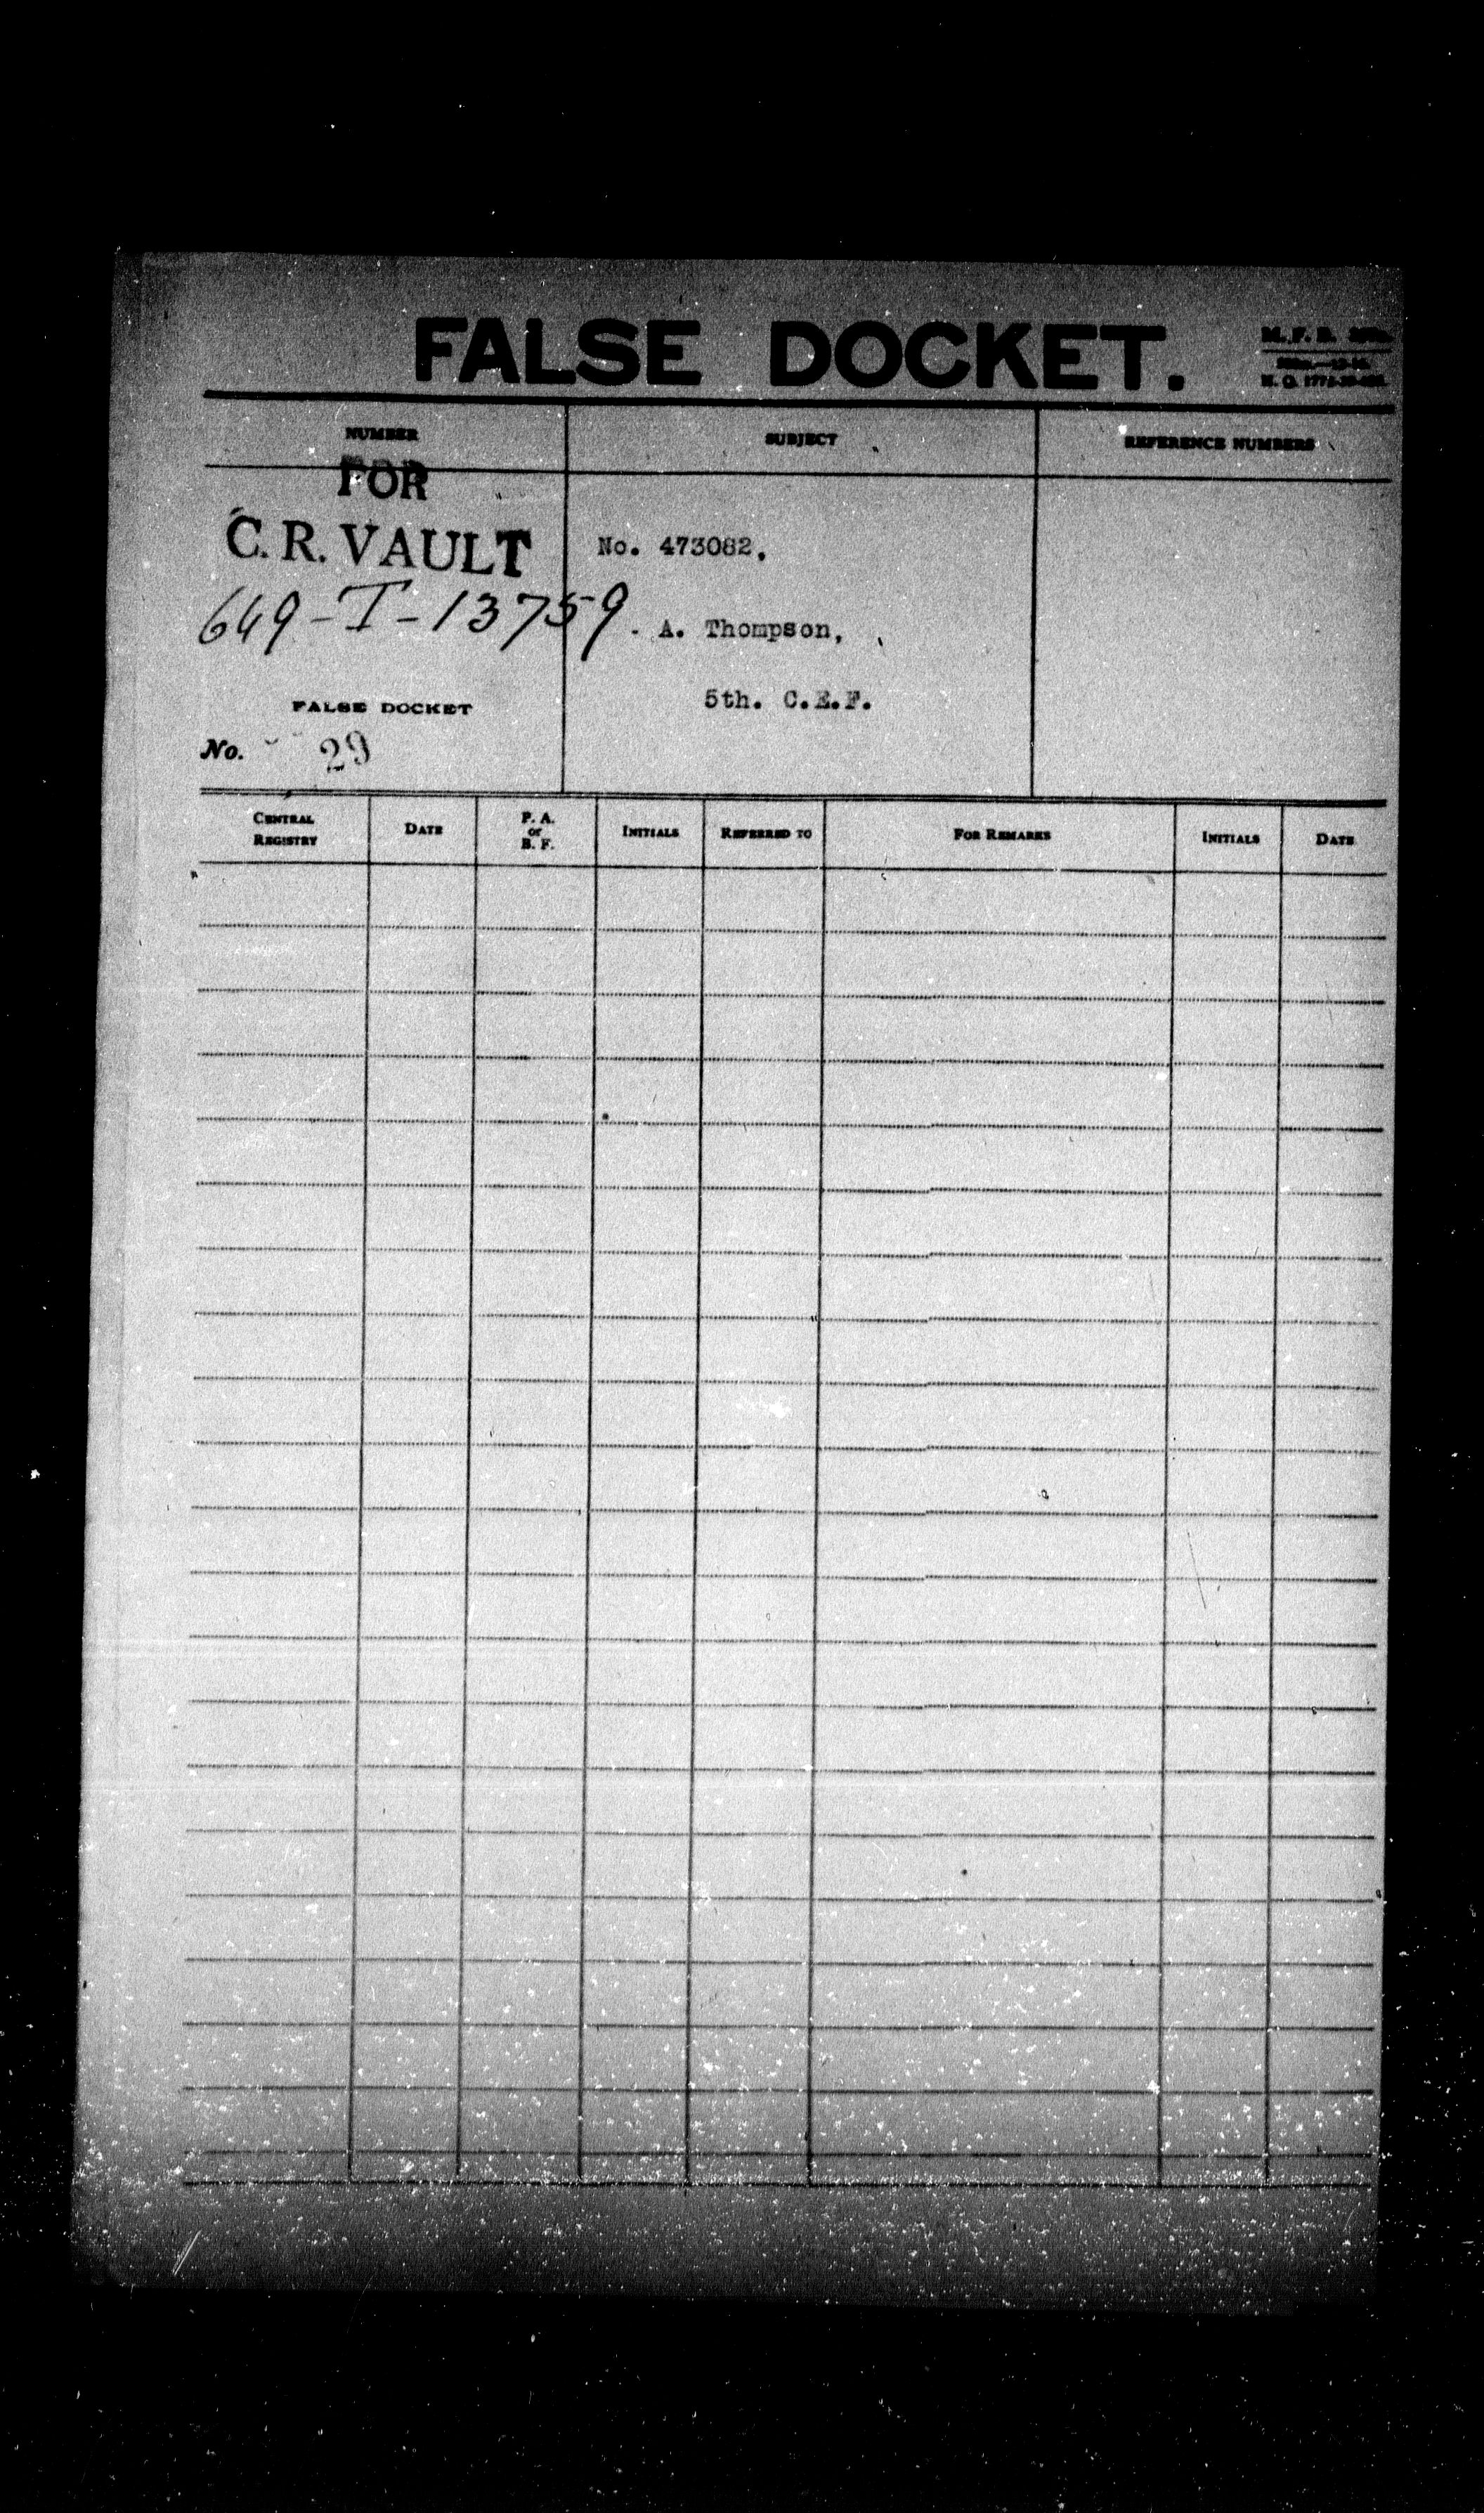 FALSE DOCKET.
NUMBER
SUBJECT
REFERENCE NUMBERS
FOR
C. R. VAULT
No. 473082.
649-T-13759
A. Thompson,
5th. C.E.F.
FALSE DOCKET
No. 29
CENTRAL REGISTRY
DATE
P. A. or B. F.
INITIALS
REFERRED TO
FOR REMARKS
INITIALS
DATE